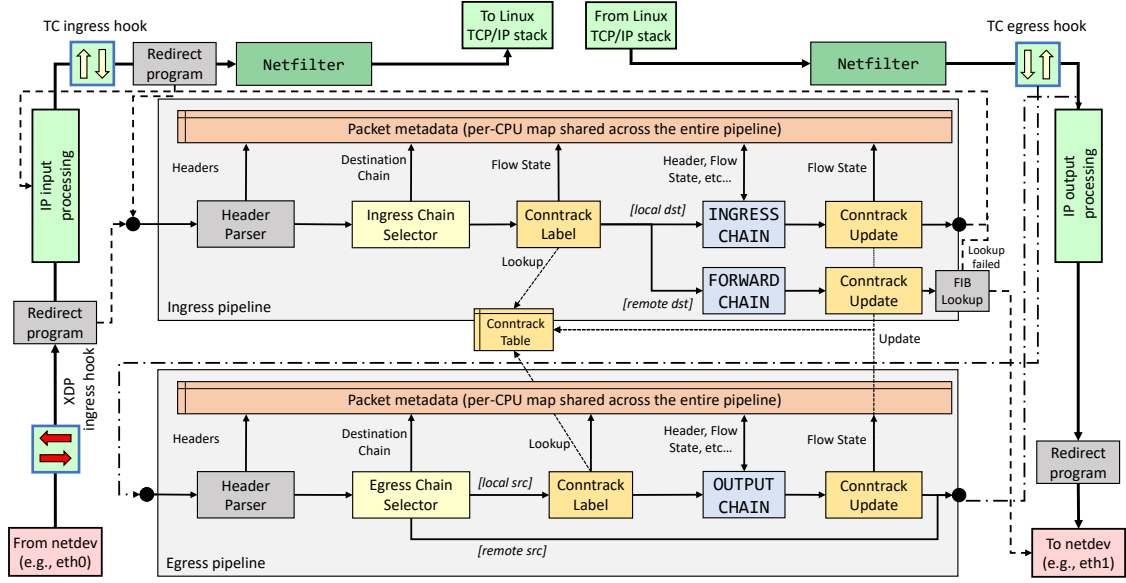 TC ingress hook
To Linux
TCP/IP stack
From Linux
TCP/IP stack
TC egress hook
Redirect
program
Netfilter
Netfilter
IP input
processing
IP output
processing
Packet metadata (per-CPU map shared across the entire pipeline)
Headers
Destination
Chain
Flow State
Header, Flow
State, etc...
Flow State
Header
Parser
Ingress Chain
Selector
Conntrack
Label
[local dst]
INGRESS
CHAIN
Conntrack
Update
Lookup
failed
Lookup
[remote dst]
FORWARD
CHAIN
Conntrack
Update
FIB
Lookup
Ingress pipeline
Redirect
program
Conntrack
Table
Update
XDP
ingress hook
Packet metadata (per-CPU map shared across the entire pipeline)
Headers
Destination
Chain
Lookup
Header, Flow
State, etc...
Flow State
Header
Parser
Egress Chain
Selector
[local src]
Conntrack
Label
OUTPUT
CHAIN
Conntrack
Update
Redirect
program
[remote src]
Egress pipeline
From netdev
(e.g., eth0)
To netdev
(e.g., eth1)